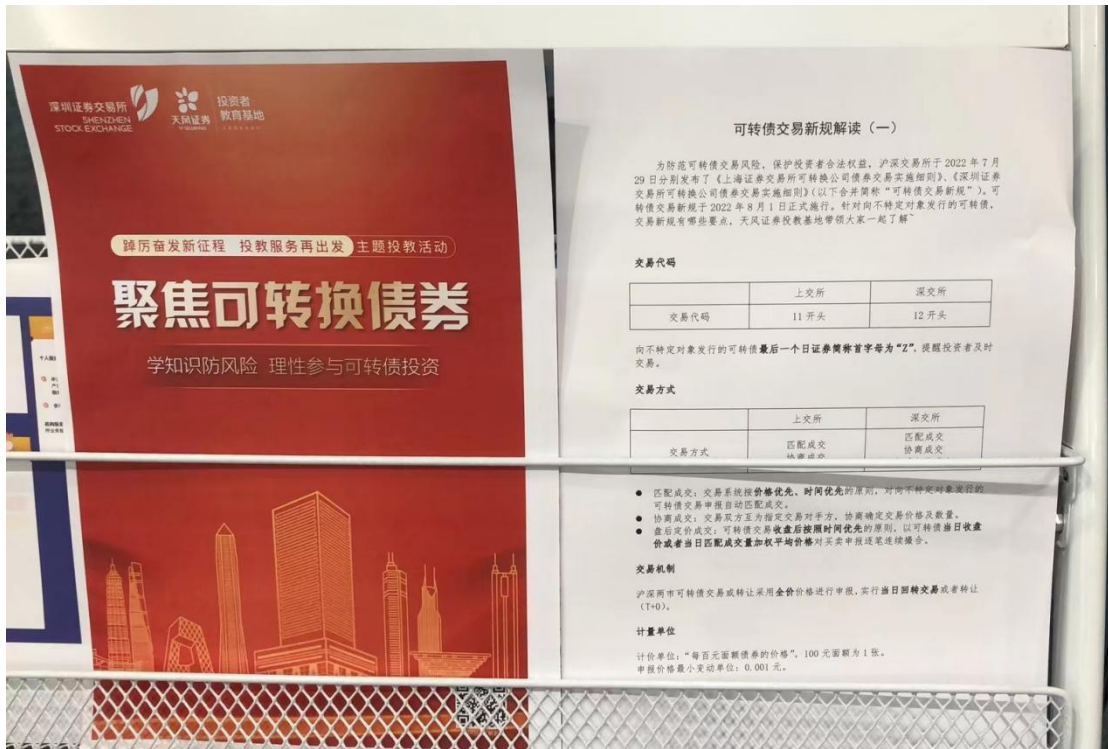 深圳证券交易所
SHENZHEN
STOCK EXCHANGE
天风证券
投资者
教育基地
踔厉奋发新征程 投教服务再出发 主题投教活动
聚焦可转换债券
学知识防风险 理性参与可转债投资
可转债交易新规解读（一）
为防范可转债交易风险，保护投资者合法权益，沪深交易所于 2022 年 7 月
29 日分别发布了《上海证券交易所可转换公司债券交易实施细则》、《深圳证券
交易所可转换公司债券交易实施细则》（以下合并简称“可转债交易新规”）。可
转债交易新规于 2022 年 8 月 1 日正式施行。针对向不特定对象发行的可转债，
交易新规有哪些要点，天风证券投教基地带领大家一起了解~
交易代码
上交所 深交所
交易代码 11 开头 12 开头
向不特定对象发行的可转债最后一个日证券简称首字母为“Z”，提醒投资者及时
交易。
交易方式
上交所 深交所
匹配成交 匹配成交
交易方式 协商成交 协商成交
● 匹配成交：交易系统按价格优先、时间优先的原则，对向不特定对象发行的
可转债交易申报自动匹配成交。
● 协商成交：交易双方互为指定交易对手方，协商确定交易价格及数量。
● 盘后定价成交：可转债交易收盘后按照时间优先的原则，以可转债当日收盘
价或者当日匹配成交量加权平均价格对买卖申报逐笔连续撮合。
交易机制
沪深两市可转债交易或转让采用全价价格进行申报，实行当日回转交易或者转让
（T+0）。
计量单位
计价单位：“每百元面额债券的价格”，100 元面额为 1 张。
申报价格最小变动单位：0.001 元。